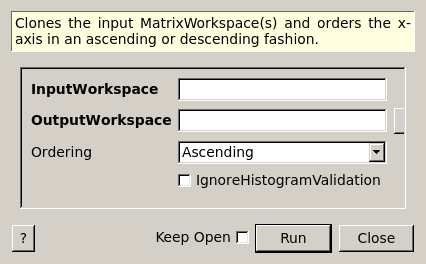 Clones the input MatrixWorkspace(s) and orders the x-
axis in an ascending or descending fashion.
InputWorkspace
OutputWorkspace
Ordering Ascending
IgnoreHistogramValidation
? Keep Open Run Close